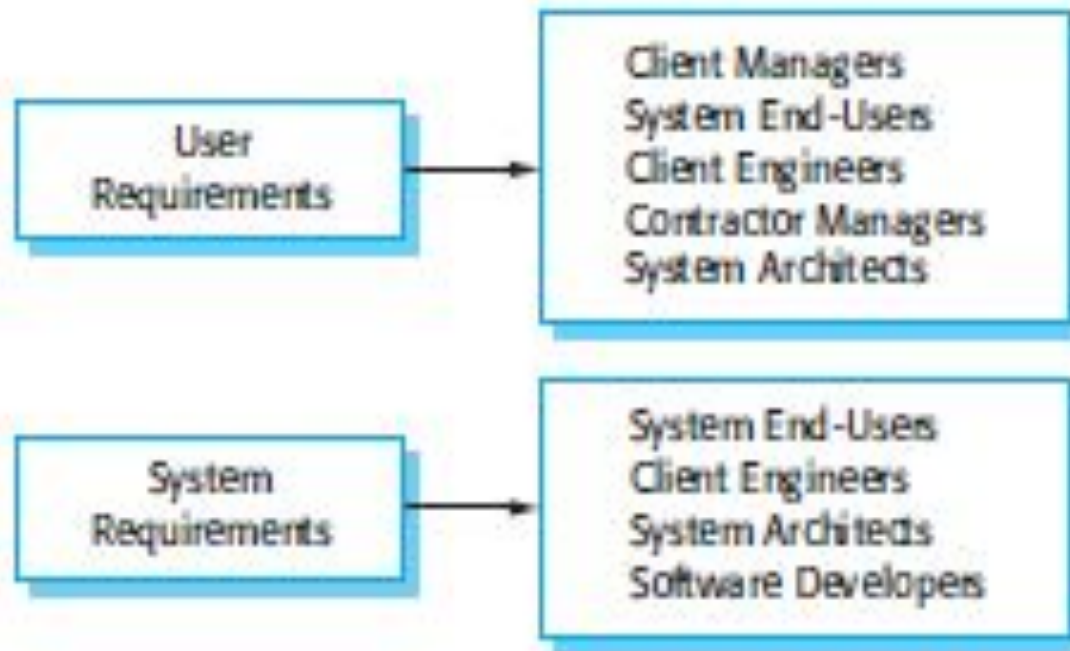 User
Requirements
Client Managers
System End-Users
Client Engineers
Contractor Managers
System Architects
System
Requirements
System End-Users
Client Engineers
System Architects
Software Developers